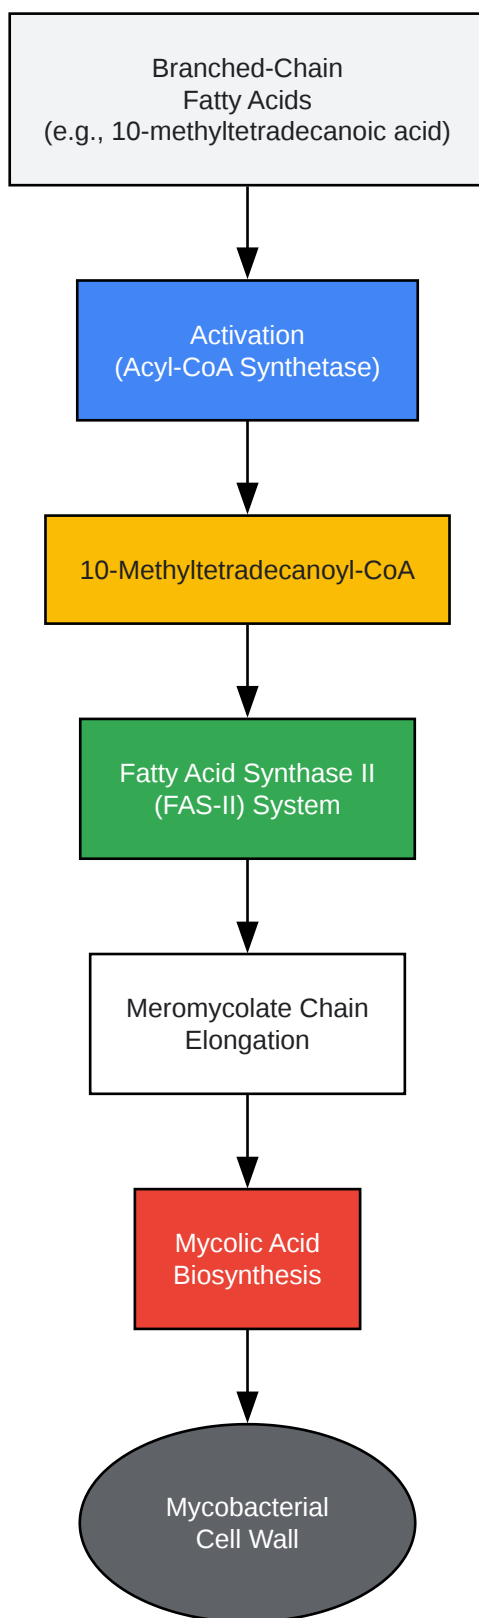 Branched-Chain
Fatty Acids
(e.g., 10-methyltetradecanoic acid)
Activation
(Acyl-CoA Synthetase)
10-Methyltetradecanoyl-CoA
Fatty Acid Synthase II
(FAS-II) System
Meromycolate Chain
Elongation
Mycolic Acid
Biosynthesis
Mycobacterial
Cell Wall